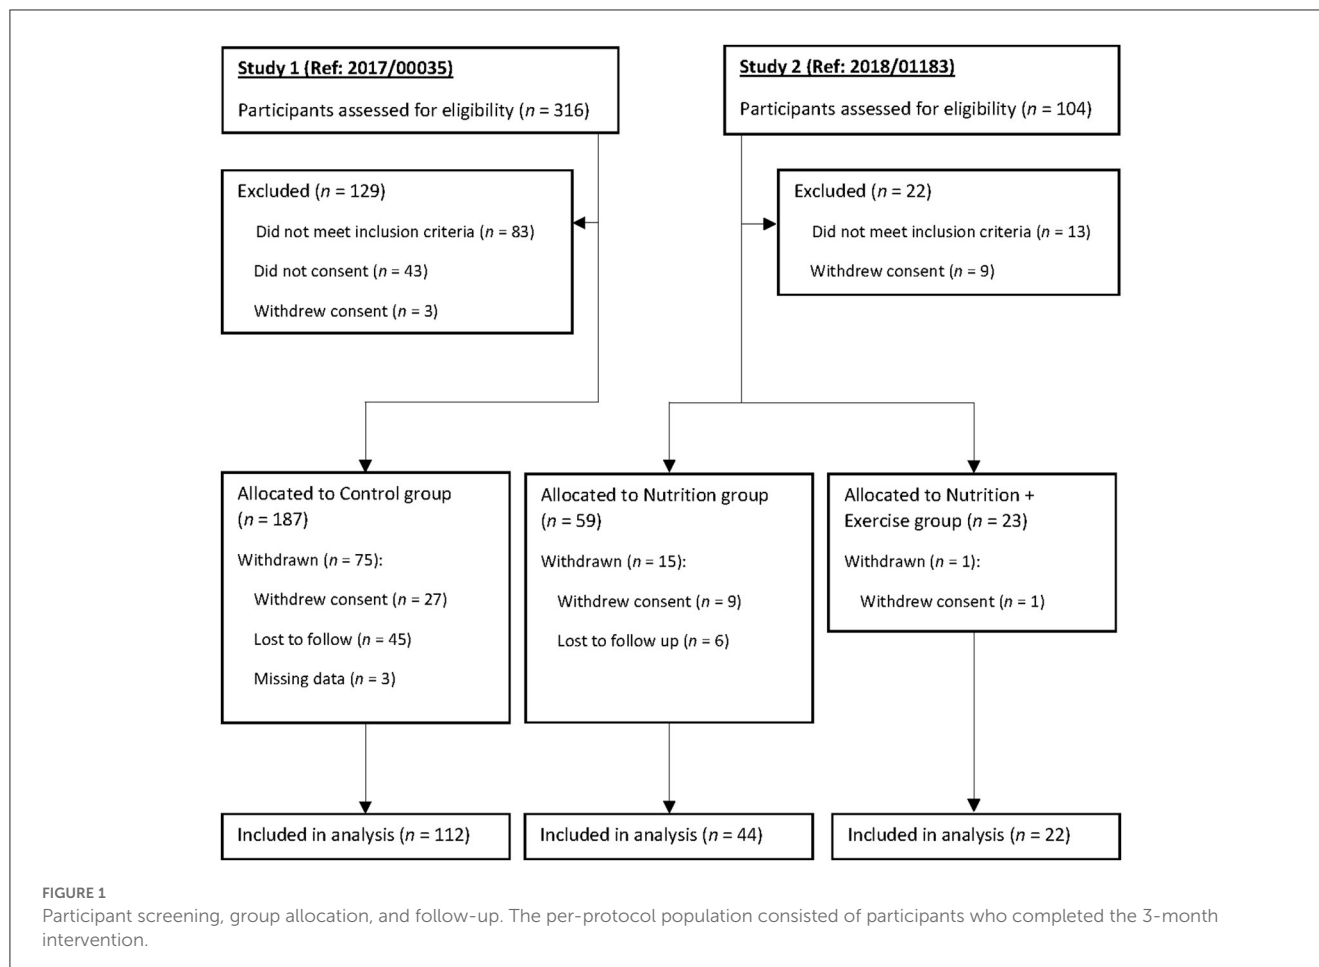 Study 1 (Ref: 2017/00035)
Participants assessed for eligibility (n = 316)
Study 2 (Ref: 2018/01183)
Participants assessed for eligibility (n = 104)
Excluded (n = 129)
Did not meet inclusion criteria (n = 83)
Did not consent (n = 43)
Withdrew consent (n = 3)
Excluded (n = 22)
Did not meet inclusion criteria (n = 13)
Withdrew consent (n = 9)
Allocated to Control group
(n = 187)
Withdrawn (n = 75):
Withdrew consent (n = 27)
Lost to follow (n = 45)
Missing data (n = 3)
Allocated to Nutrition group
(n = 59)
Withdrawn (n = 15):
Withdrew consent (n = 9)
Lost to follow up (n = 6)
Allocated to Nutrition +
Exercise group (n = 23)
Withdrawn (n = 1):
Withdrew consent (n = 1)
Included in analysis (n = 112)
Included in analysis (n = 44)
Included in analysis (n = 22)
FIGURE 1
Participant screening, group allocation, and follow-up. The per-protocol population consisted of participants who completed the 3-month
intervention.